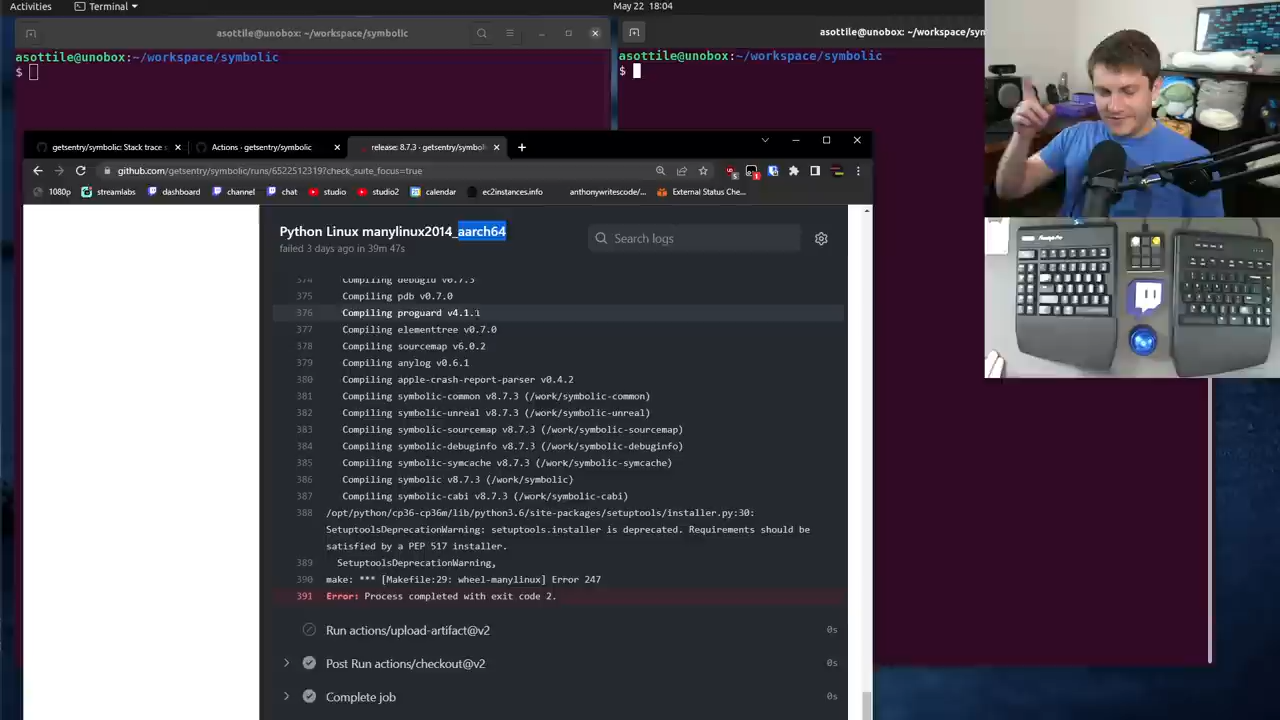 Activities
Terminal
May 22 18:04
asottile@unobox: ~/workspace/symbolic
asottile@unobox: ~/workspace/sy
asottile@unobox:~/workspace/symbolic
$
asottile@unobox:~/workspace/symbolic
$
getsentry/symbolic: Stack trace s
Actions · getsentry/symbolic
release: 8.7.3 · getsentry/symbolic
github.com/getsentry/symbolic/runs/6522512319?check_suite_focus=true
1080p
streamlabs
dashboard
channel
chat
studio
studio2
calendar
ec2instances.info
anthonywritescode/...
External Status Che...
Python Linux manylinux2014_aarch64
failed 3 days ago in 39m 47s
Search logs
374 Compiling debugid v0.7.3
375 Compiling pdb v0.7.0
376 Compiling proguard v4.1.1
377 Compiling elementtree v0.7.0
378 Compiling sourcemap v6.0.2
379 Compiling anylog v0.6.1
380 Compiling apple-crash-report-parser v0.4.2
381 Compiling symbolic-common v8.7.3 (/work/symbolic-common)
382 Compiling symbolic-unreal v8.7.3 (/work/symbolic-unreal)
383 Compiling symbolic-sourcemap v8.7.3 (/work/symbolic-sourcemap)
384 Compiling symbolic-debuginfo v8.7.3 (/work/symbolic-debuginfo)
385 Compiling symbolic-symcache v8.7.3 (/work/symbolic-symcache)
386 Compiling symbolic v8.7.3 (/work/symbolic)
387 Compiling symbolic-cabi v8.7.3 (/work/symbolic-cabi)
388 /opt/python/cp36-cp36m/lib/python3.6/site-packages/setuptools/installer.py:30:
SetuptoolsDeprecationWarning: setuptools.installer is deprecated. Requirements should be
satisfied by a PEP 517 installer.
389 SetuptoolsDeprecationWarning,
390 make: *** [Makefile:29: wheel-manylinux] Error 247
391 Error: Process completed with exit code 2.
Run actions/upload-artifact@v2
0s
Post Run actions/checkout@v2
0s
Complete job
0s